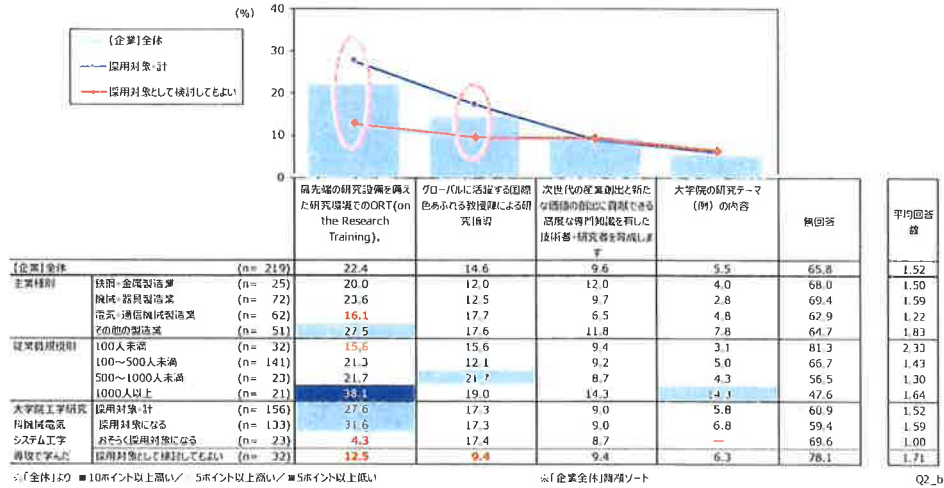 (%)
40
30
20
10
0
【企業】全体
採用対象・計
採用対象として検討してもよい
最先端の研究設備を備えた研究環境でのORT(on the Research Training)。
グローバルに活躍する国際色あふれる教授陣による研究指導
次世代の産業創出と新たな価値の創出に貢献できる高度な専門知識を有した技術者・研究者を育成します
大学院の研究テーマ(例)の内容
無回答
平均回答数
【企業】全体 (n= 219) 22.4 14.6 9.6 5.5 65.8 1.52
主業種別 鉄鋼・金属製造業 (n= 25) 20.0 12.0 12.0 4.0 68.0 1.50
機械・器具製造業 (n= 72) 23.6 12.5 9.7 2.8 69.4 1.59
電気・通信機械製造業 (n= 62) 16.1 17.7 6.5 4.8 62.9 1.22
その他の製造業 (n= 51) 27.5 17.6 11.8 7.8 64.7 1.83
従業員規模別 100人未満 (n= 32) 15.6 15.6 9.4 3.1 81.3 2.33
100～500人未満 (n= 141) 21.3 12.1 9.2 5.0 66.7 1.43
500～1000人未満 (n= 23) 21.7 21.7 8.7 4.3 56.5 1.30
1000人以上 (n= 21) 38.1 19.0 14.3 14.3 47.6 1.64
大学院工学研究 採用対象・計 (n= 156) 27.6 17.3 9.0 5.8 60.9 1.52
科機械電気 採用対象になる (n= 133) 31.6 17.3 9.0 6.8 59.4 1.59
システム工学 おそらく採用対象になる (n= 23) 4.3 17.4 8.7 — 69.6 1.00
専攻で学んだ 採用対象として検討してもよい (n= 32) 12.5 9.4 9.4 6.3 78.1 1.71
※「全体」より ■10ポイント以上高い／ 5ポイント以上高い／■5ポイント以上低い
※「企業全体」降順ソート
Q2_b